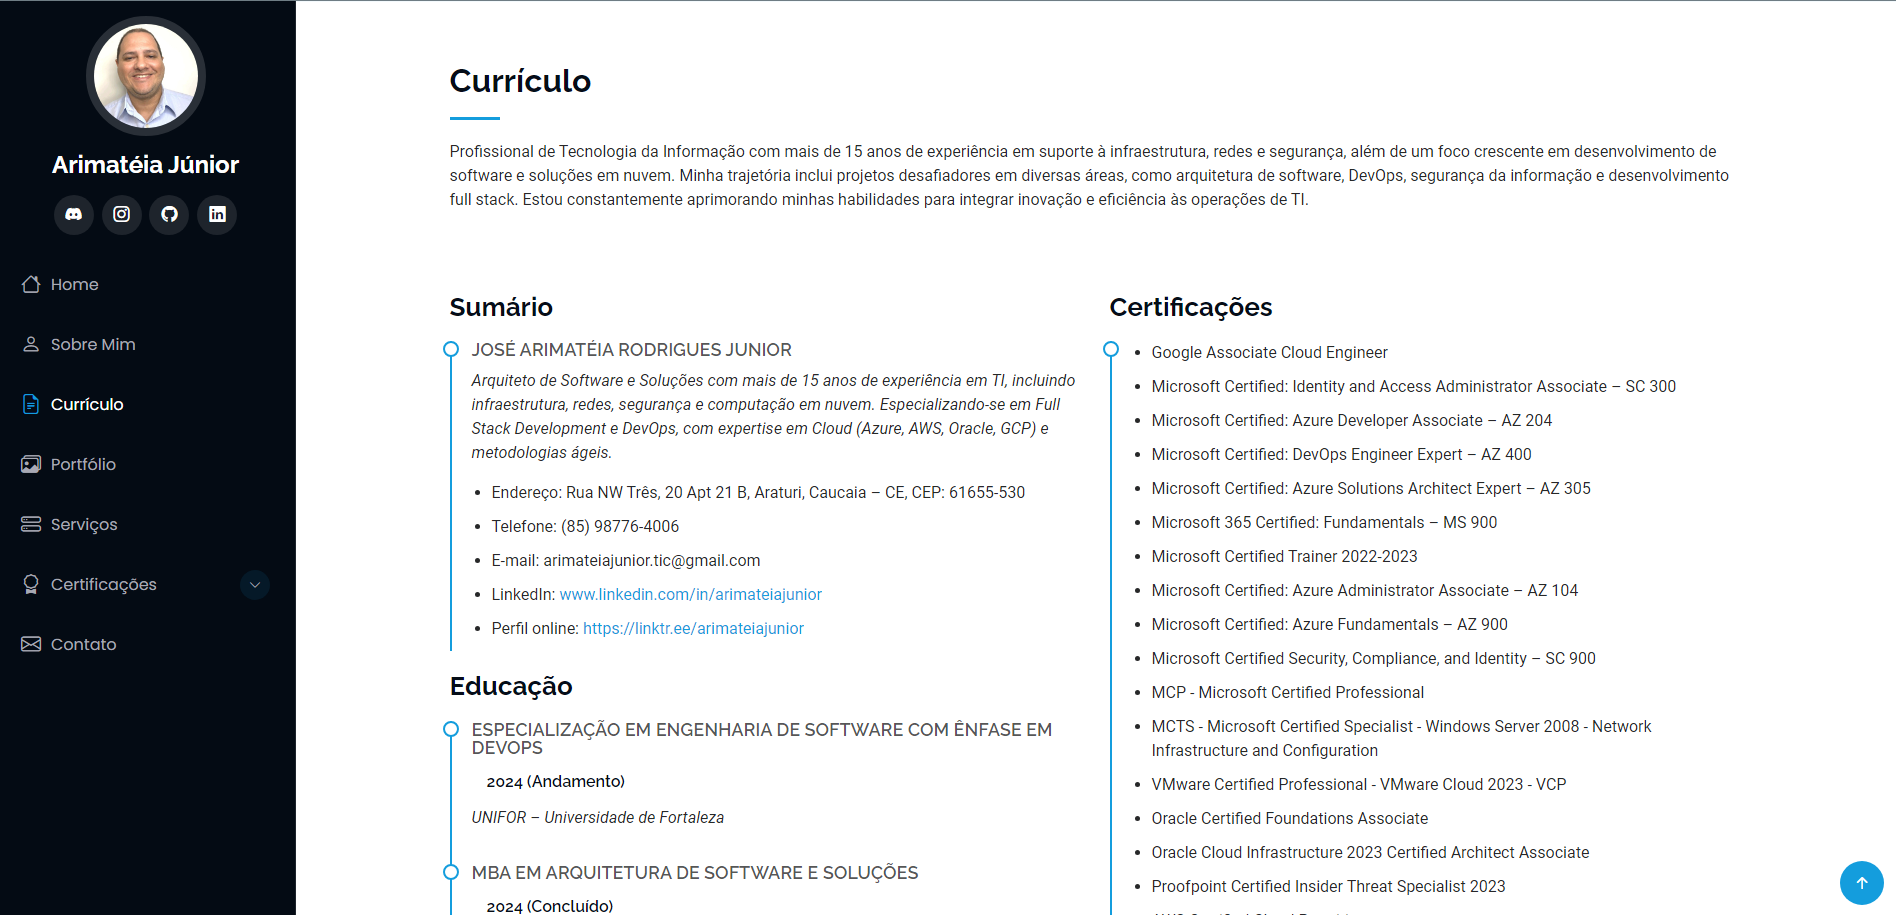 Arimatéia Júnior
Home
Sobre Mim
Currículo
Portfólio
Serviços
Certificações
Contato
Currículo
Profissional de Tecnologia da Informação com mais de 15 anos de experiência em suporte à infraestrutura, redes e segurança, além de um foco crescente em desenvolvimento de
software e soluções em nuvem. Minha trajetória inclui projetos desafiadores em diversas áreas, como arquitetura de software, DevOps, segurança da informação e desenvolvimento
full stack. Estou constantemente aprimorando minhas habilidades para integrar inovação e eficiência às operações de TI.
Sumário
JOSÉ ARIMATÉIA RODRIGUES JUNIOR
Arquiteto de Software e Soluções com mais de 15 anos de experiência em TI, incluindo
infraestrutura, redes, segurança e computação em nuvem. Especializando-se em Full
Stack Development e DevOps, com expertise em Cloud (Azure, AWS, Oracle, GCP) e
metodologias ágeis.
Endereço: Rua NW Três, 20 Apt 21 B, Araturi, Caucaia – CE, CEP: 61655-530
Telefone: (85) 98776-4006
E-mail: arimateiajunior.tic@gmail.com
LinkedIn: www.linkedin.com/in/arimateiajunior
Perfil online: https://linktr.ee/arimateiajunior
Educação
ESPECIALIZAÇÃO EM ENGENHARIA DE SOFTWARE COM ÊNFASE EM
DEVOPS
2024 (Andamento)
UNIFOR – Universidade de Fortaleza
MBA EM ARQUITETURA DE SOFTWARE E SOLUÇÕES
2024 (Concluído)
Certificações
Google Associate Cloud Engineer
Microsoft Certified: Identity and Access Administrator Associate – SC 300
Microsoft Certified: Azure Developer Associate – AZ 204
Microsoft Certified: DevOps Engineer Expert – AZ 400
Microsoft Certified: Azure Solutions Architect Expert – AZ 305
Microsoft 365 Certified: Fundamentals – MS 900
Microsoft Certified Trainer 2022-2023
Microsoft Certified: Azure Administrator Associate – AZ 104
Microsoft Certified: Azure Fundamentals – AZ 900
Microsoft Certified Security, Compliance, and Identity – SC 900
MCP - Microsoft Certified Professional
MCTS - Microsoft Certified Specialist - Windows Server 2008 - Network
Infrastructure and Configuration
VMware Certified Professional - VMware Cloud 2023 - VCP
Oracle Certified Foundations Associate
Oracle Cloud Infrastructure 2023 Certified Architect Associate
Proofpoint Certified Insider Threat Specialist 2023